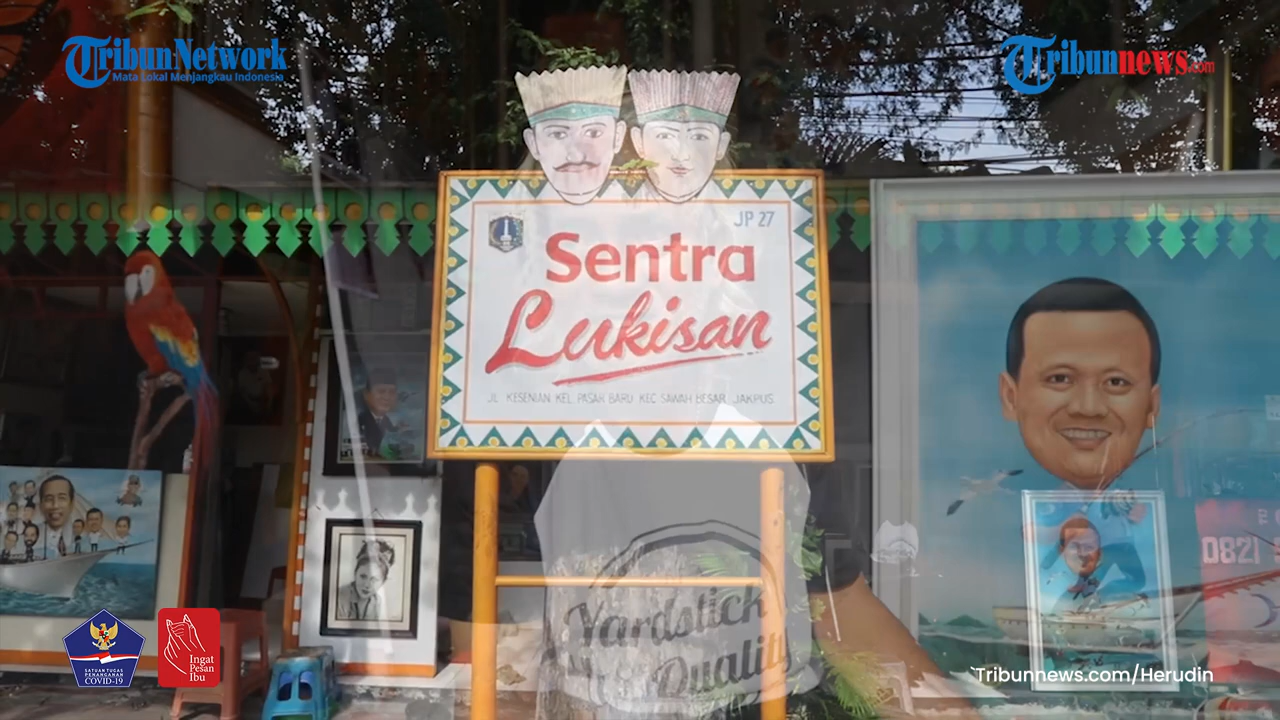 TribunNetwork
Mata Lokal Menjangkau Indonesia
Tribunnews.com
JP 27
Sentra
Lukisan
JL. KESENIAN KEL. PASAR BARU KEC SAWAH BESAR JAKPUS
Yardstick
Quality
0821
SATUAN TUGAS
PENANGANAN
COVID-19
Ingat
Pesan
Ibu
Tribunnews.com/Herudin